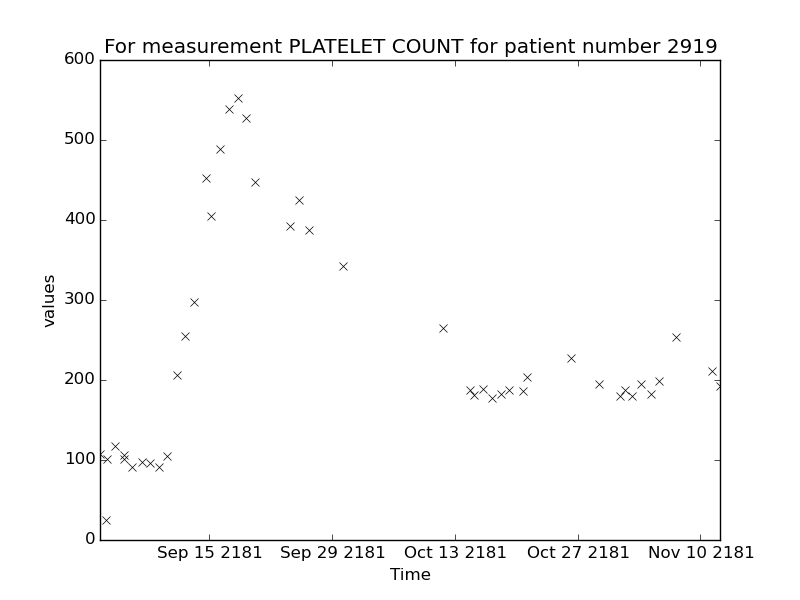 For measurement PLATELET COUNT for patient number 2919
600
500
400
300
200
100
0
values
Sep 15 2181 Sep 29 2181 Oct 13 2181 Oct 27 2181 Nov 10 2181
Time